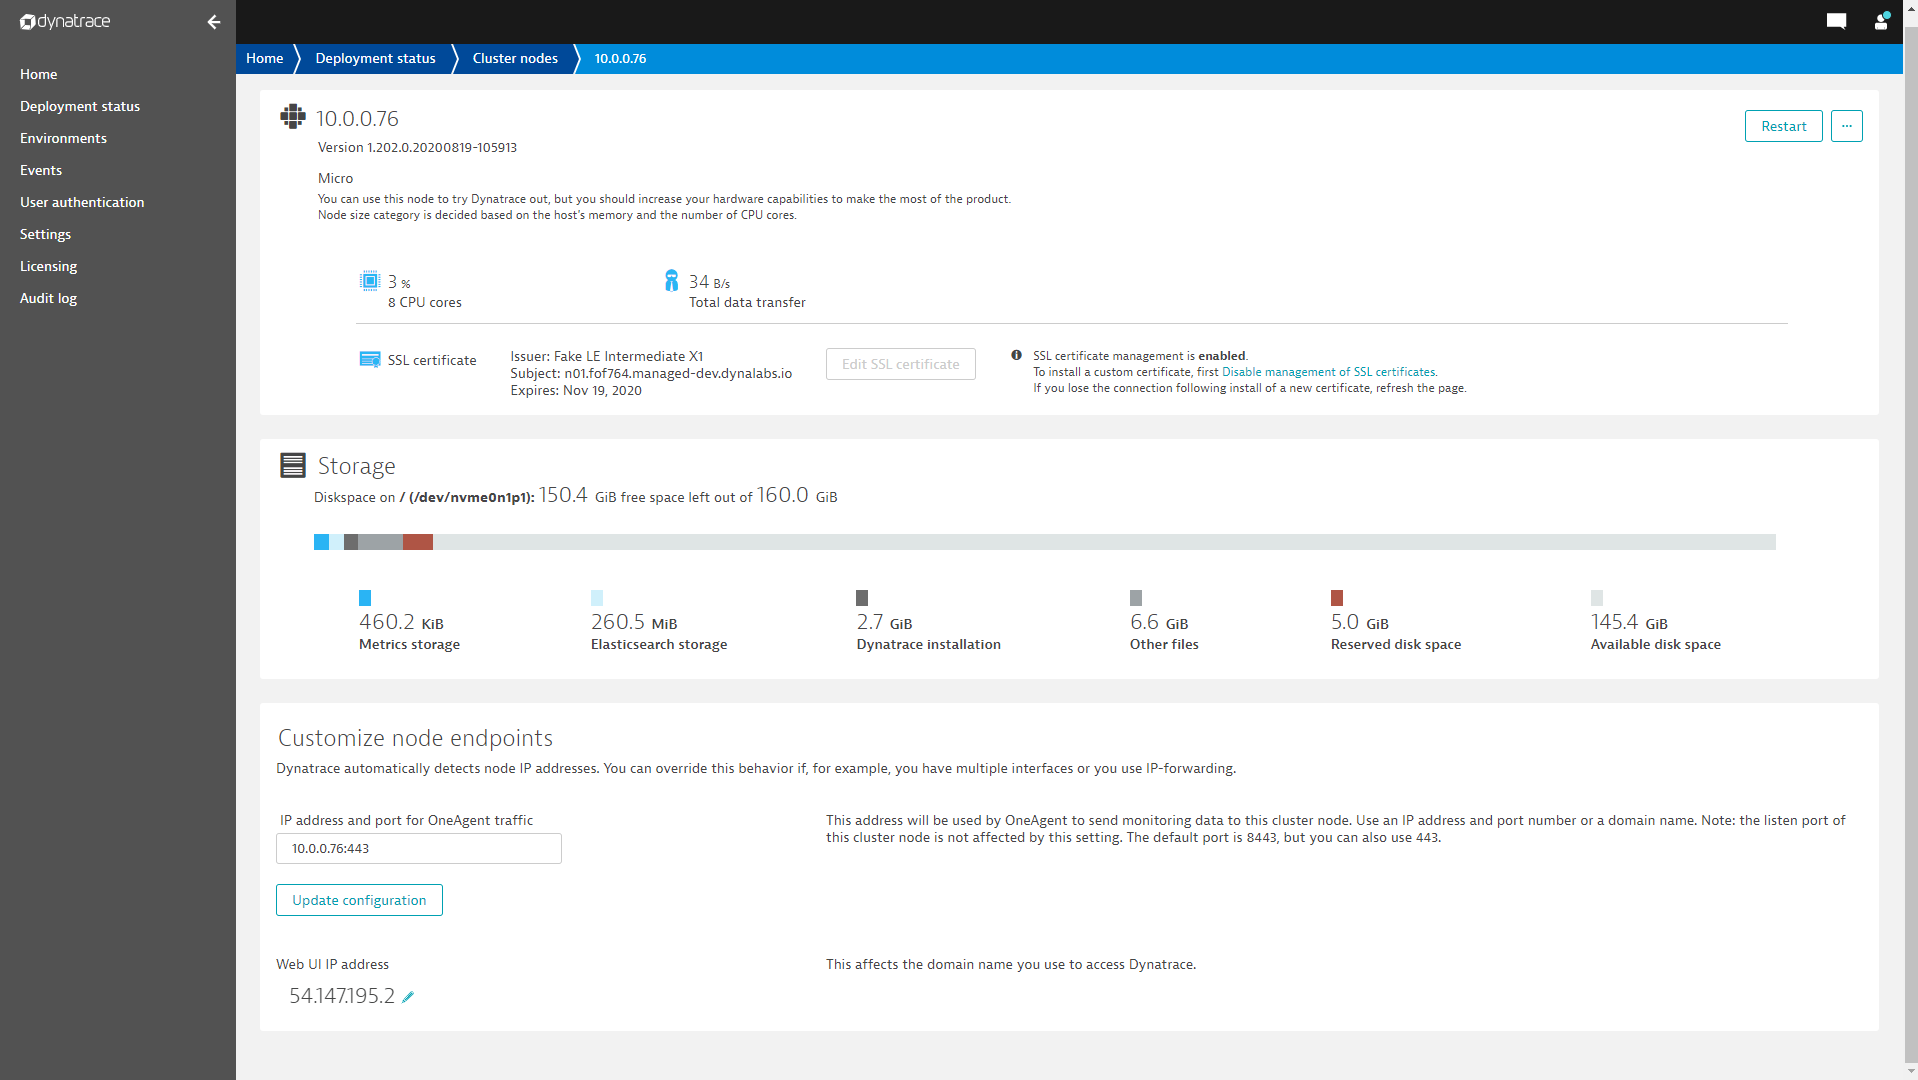 dynatrace
Home
Deployment status
Environments
Events
User authentication
Settings
Licensing
Audit log
Home
Deployment status
Cluster nodes
10.0.0.76
10.0.0.76
Version 1.202.0.20200819-105913
Restart
...
Micro
You can use this node to try Dynatrace out, but you should increase your hardware capabilities to make the most of the product.
Node size category is decided based on the host's memory and the number of CPU cores.
3 %
8 CPU cores
34 B/s
Total data transfer
SSL certificate
Issuer: Fake LE Intermediate X1
Subject: n01.fof764.managed-dev.dynalabs.io
Expires: Nov 19, 2020
Edit SSL certificate
SSL certificate management is enabled.
To install a custom certificate, first Disable management of SSL certificates.
If you lose the connection following install of a new certificate, refresh the page.
Storage
Diskspace on / (/dev/nvme0n1p1): 150.4 GiB free space left out of 160.0 GiB
460.2 KiB
Metrics storage
260.5 MiB
Elasticsearch storage
2.7 GiB
Dynatrace installation
6.6 GiB
Other files
5.0 GiB
Reserved disk space
145.4 GiB
Available disk space
Customize node endpoints
Dynatrace automatically detects node IP addresses. You can override this behavior if, for example, you have multiple interfaces or you use IP-forwarding.
IP address and port for OneAgent traffic
10.0.0.76:443
This address will be used by OneAgent to send monitoring data to this cluster node. Use an IP address and port number or a domain name. Note: the listen port of
this cluster node is not affected by this setting. The default port is 8443, but you can also use 443.
Update configuration
Web UI IP address
54.147.195.2
This affects the domain name you use to access Dynatrace.